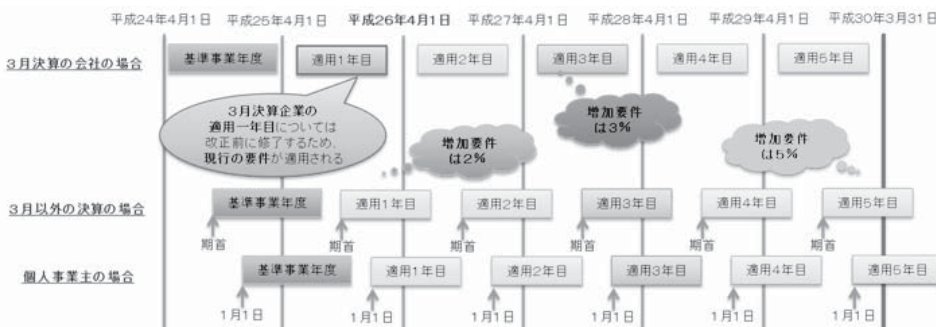 平成24年4月1日 平成25年4月1日 平成26年4月1日 平成27年4月1日 平成28年4月1日 平成29年4月1日 平成30年3月31日
3月決算の会社の場合
基準事業年度 適用1年目 適用2年目 適用3年目 適用4年目 適用5年目
3月決算企業の
適用一年目については
改正前に修了するため、
現行の要件が適用される
増加要件
は2%
増加要件
は3%
増加要件
は5%
3月以外の決算の場合
基準事業年度 適用1年目 適用2年目 適用3年目 適用4年目 適用5年目
期首 期首 期首 期首 期首 期首
個人事業主の場合
基準事業年度 適用1年目 適用2年目 適用3年目 適用4年目 適用5年目
1月1日 1月1日 1月1日 1月1日 1月1日 1月1日